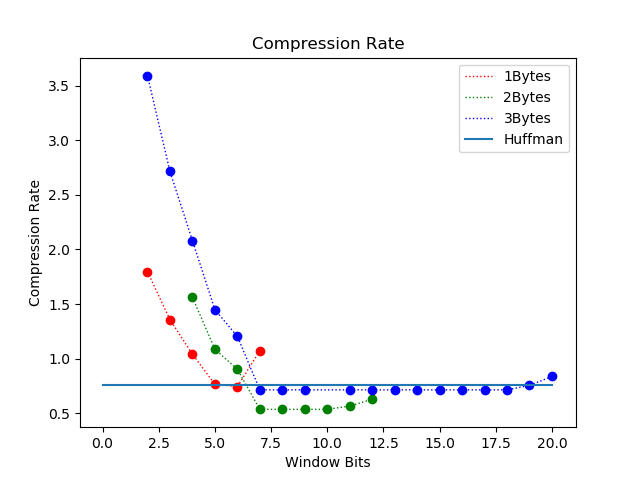 Compression Rate
1Bytes
2Bytes
3Bytes
Huffman
Compression Rate
3.5
3.0
2.5
2.0
1.5
1.0
0.5
0.0 2.5 5.0 7.5 10.0 12.5 15.0 17.5 20.0
Window Bits